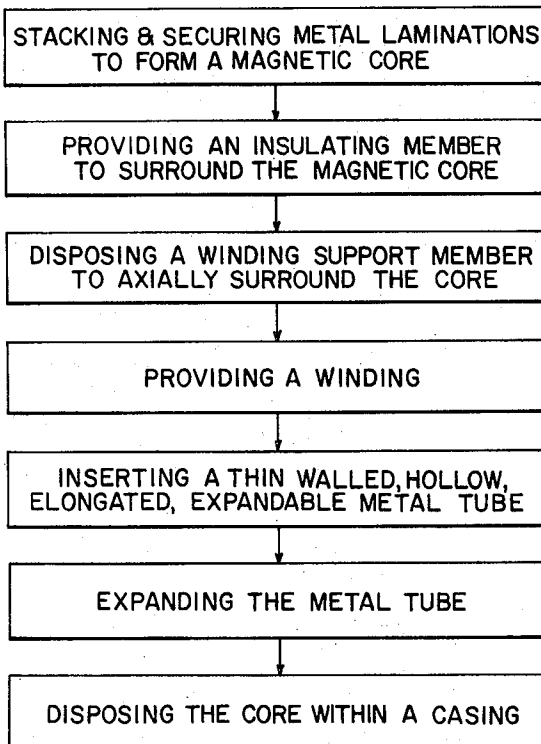 STACKING & SECURING METAL LAMINATIONS
TO FORM A MAGNETIC CORE
PROVIDING AN INSULATING MEMBER
TO SURROUND THE MAGNETIC CORE
DISPOSING A WINDING SUPPORT MEMBER
TO AXIALLY SURROUND THE CORE
PROVIDING A WINDING
INSERTING A THIN WALLED, HOLLOW,
ELONGATED, EXPANDABLE METAL TUBE
EXPANDING THE METAL TUBE
DISPOSING THE CORE WITHIN A CASING